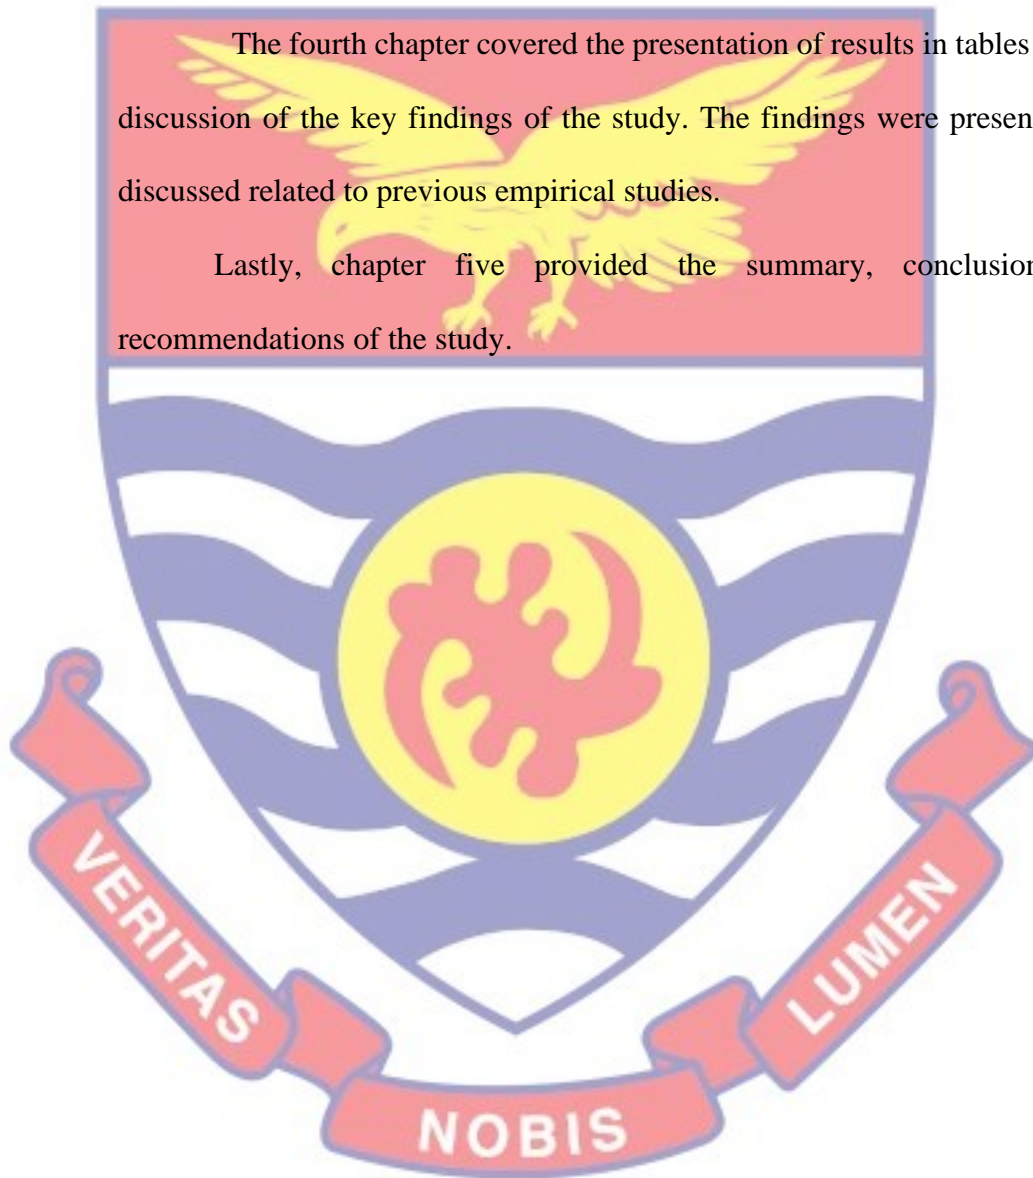 The fourth chapter covered the presentation of results in tables
discussion of the key findings of the study. The findings were presen
discussed related to previous empirical studies.
Lastly, chapter five provided the summary, conclusion
recommendations of the study.
VERITAS
NOBIS
LUMEN